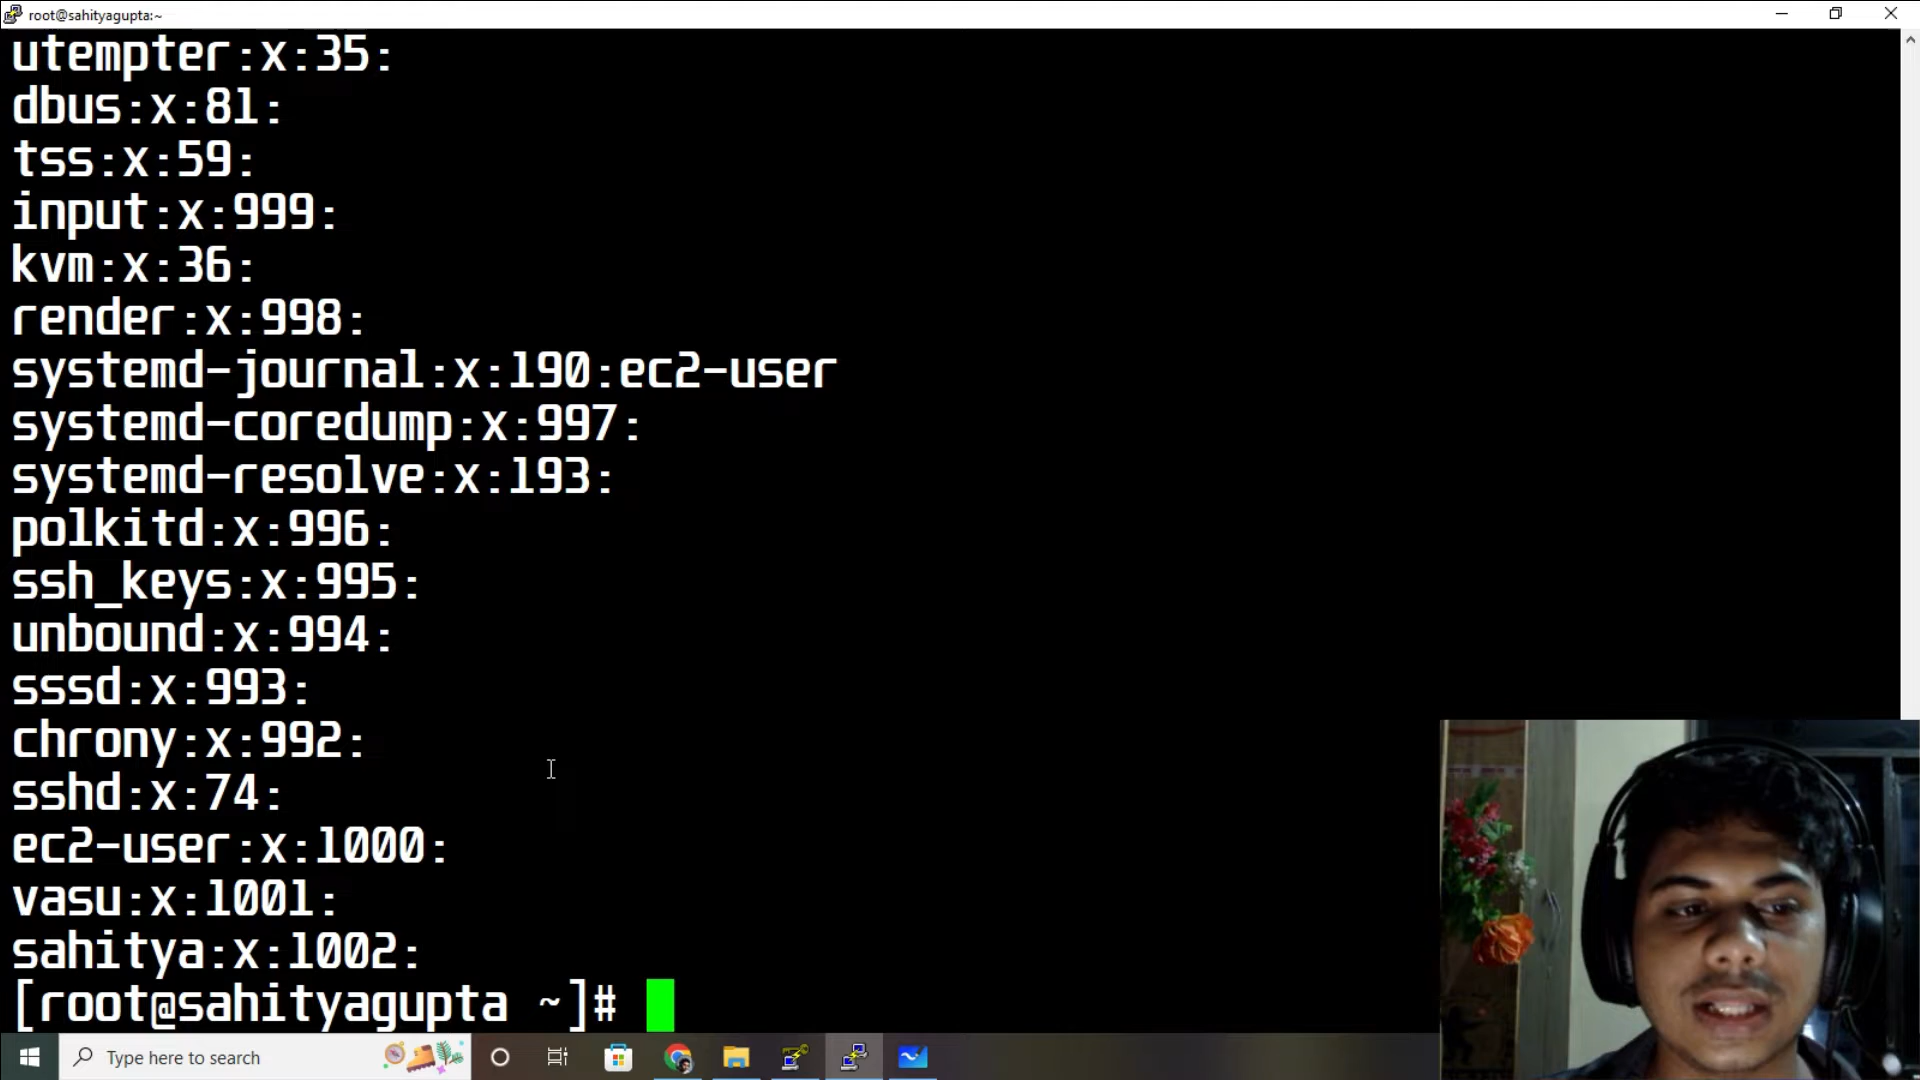 root@sahityagupta:~
utempter:x:35:
dbus:x:81:
tss:x:59:
input:x:999:
kvm:x:36:
render:x:998:
systemd-journal:x:190:ec2-user
systemd-coredump:x:997:
systemd-resolve:x:193:
polkitd:x:996:
ssh_keys:x:995:
unbound:x:994:
sssd:x:993:
chrony:x:992:
sshd:x:74:
ec2-user:x:1000:
vasu:x:1001:
sahitya:x:1002:
[root@sahityagupta ~]#
Type here to search